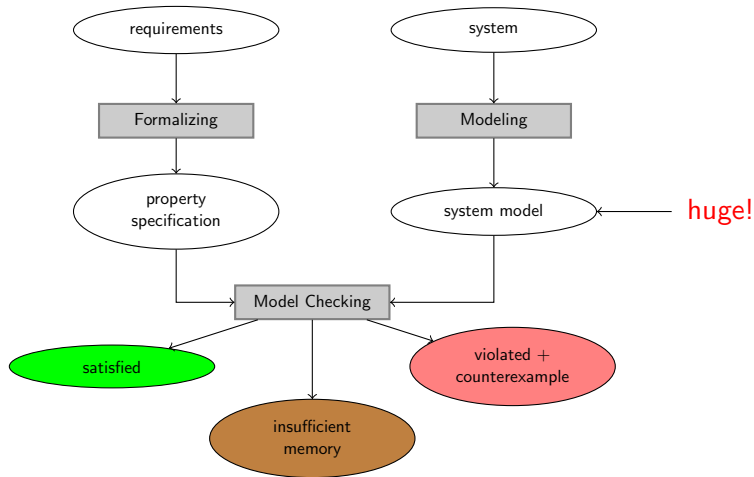 requirements
system
Formalizing
Modeling
property
specification
system model
huge!
Model Checking
satisfied
violated +
counterexample
insufficient
memory